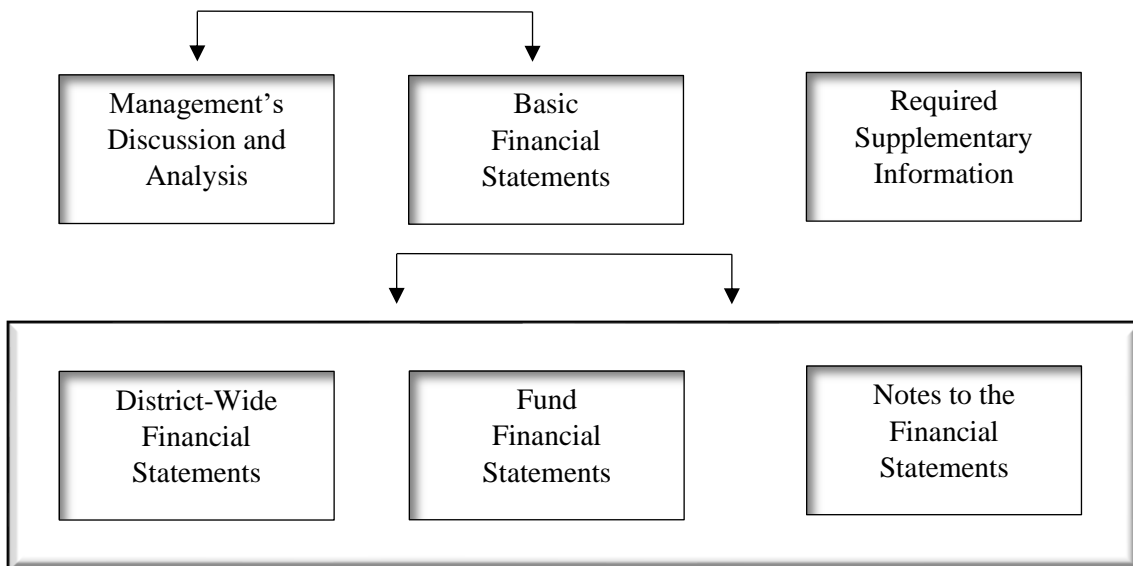 Management’s
Discussion and
Analysis
Basic
Financial
Statements
Required
Supplementary
Information
District-Wide
Financial
Statements
Fund
Financial
Statements
Notes to the
Financial
Statements